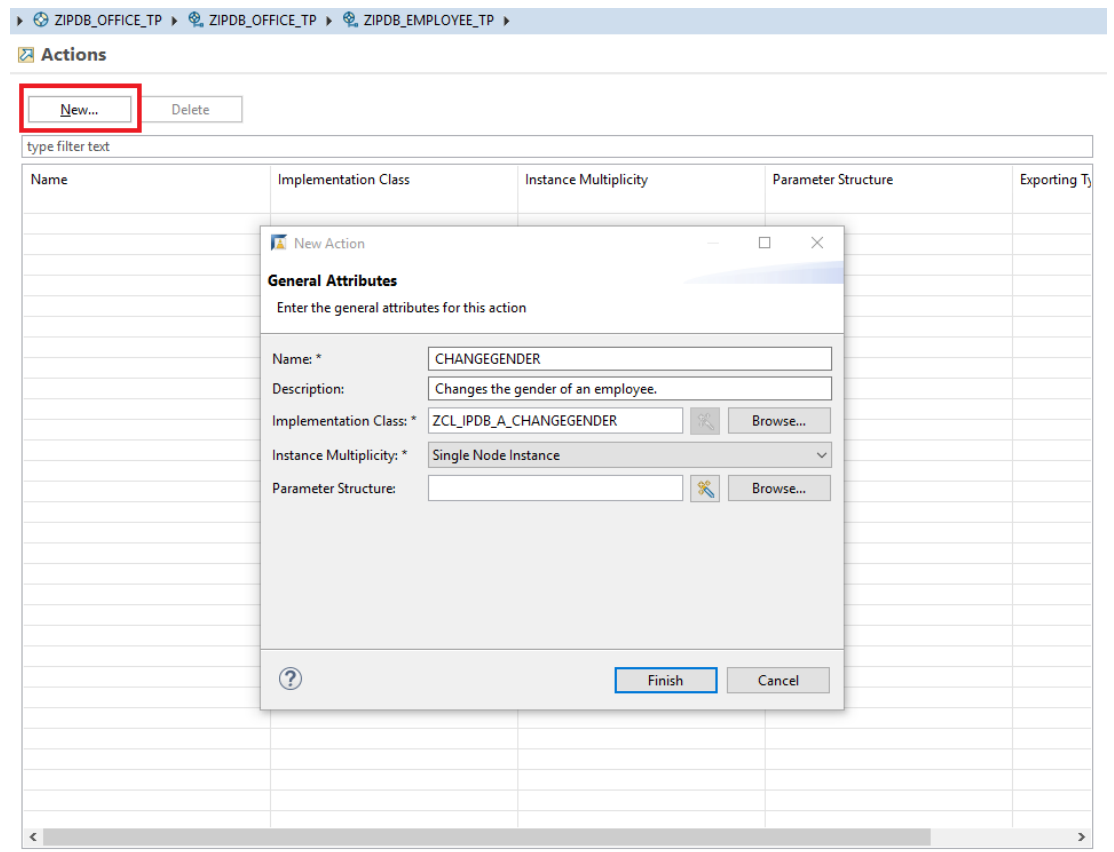 ZIPDB_OFFICE_TP ZIPDB_OFFICE_TP ZIPDB_EMPLOYEE_TP
Actions
New... Delete
type filter text
Name Implementation Class Instance Multiplicity Parameter Structure Exporting Ty
New Action
General Attributes
Enter the general attributes for this action
Name: * CHANGEGENDER
Description: Changes the gender of an employee.
Implementation Class: * ZCL_IPDB_A_CHANGEGENDER Browse...
Instance Multiplicity: * Single Node Instance
Parameter Structure: Browse...
? Finish Cancel